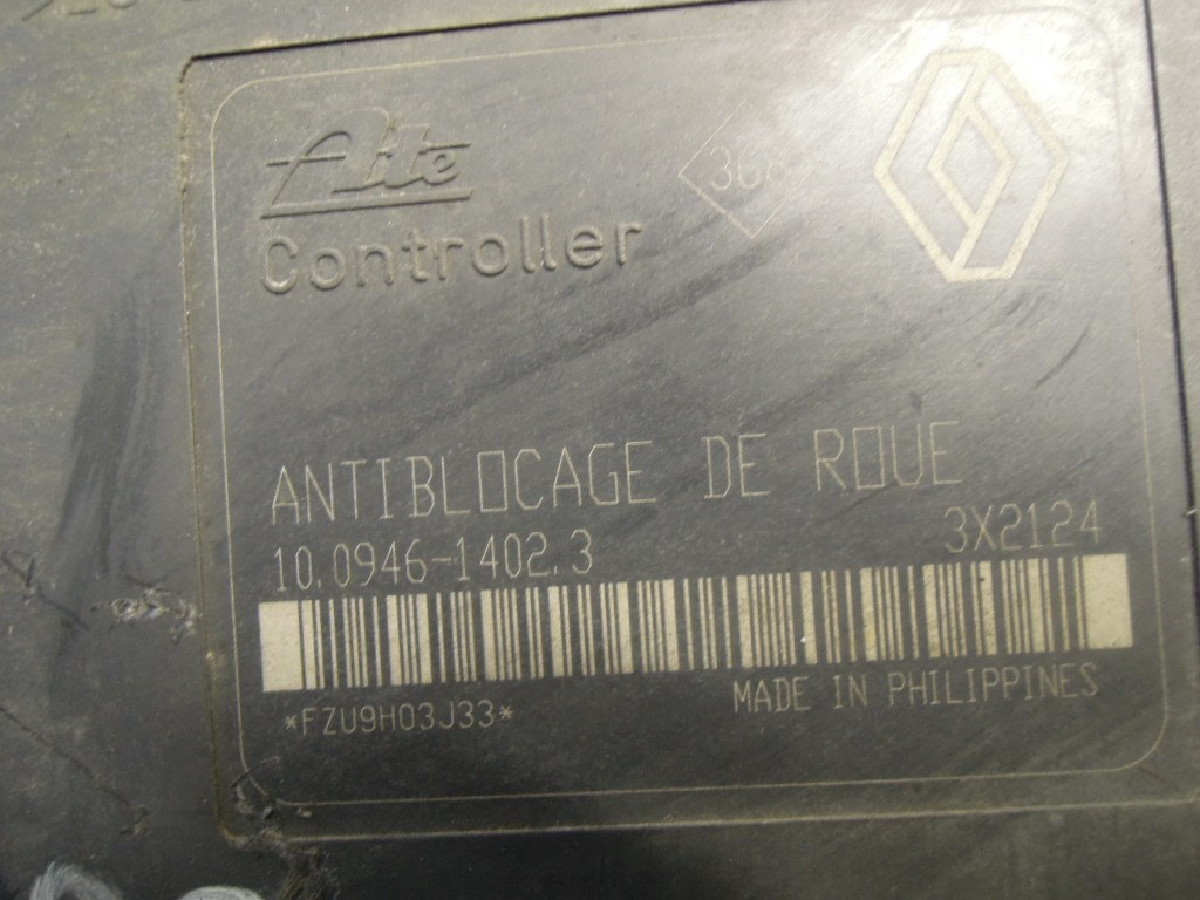 Ate
Controller
ANTIBLOCAGE DE ROUE
10.0946-1402.3
3X2124
*FZU9H03J33*
MADE IN PHILIPPINES